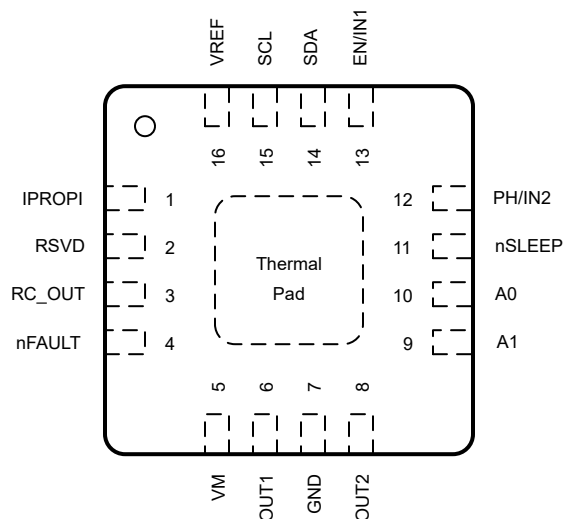 VREF
SCL
SDA
EN/IN1
16
15
14
13
IPROPI 1
RSVD 2
RC_OUT 3
nFAULT 4
Thermal
Pad
12 PH/IN2
11 nSLEEP
10 A0
9 A1
5
6
7
8
VM
OUT1
GND
OUT2